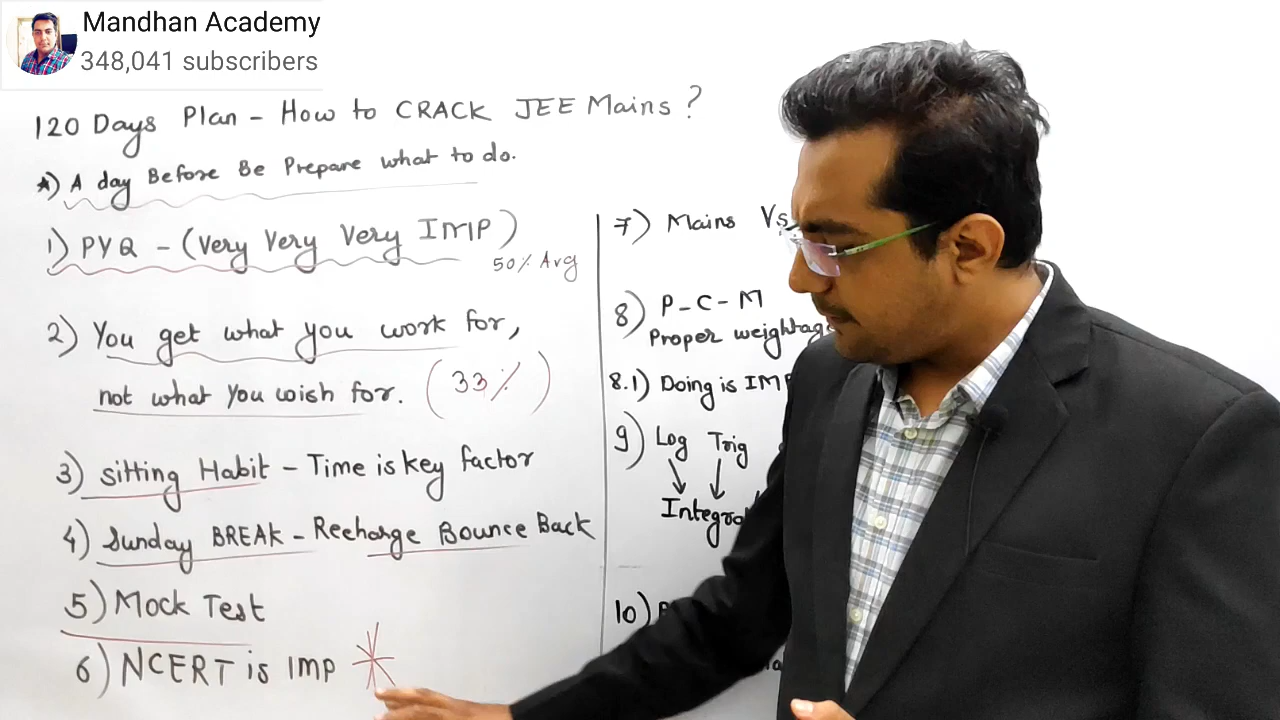 Mandhan Academy
348,041 subscribers
120 Days Plan - How to CRACK JEE Mains ?
A) A day Before Be Prepare what to do.
1) PYQ - (Very Very Very IMP)
50% Avg
2) You get what you work for,
not what you wish for. (33%)
3) sitting Habit - Time is key factor
4) Sunday BREAK - Recharge Bounce Back
5) Mock Test
6) NCERT is IMP
7) Mains Vs
8) P-C-M
Proper weightag
8.1) Doing is IMP
9) Log Trig
Integra
10)